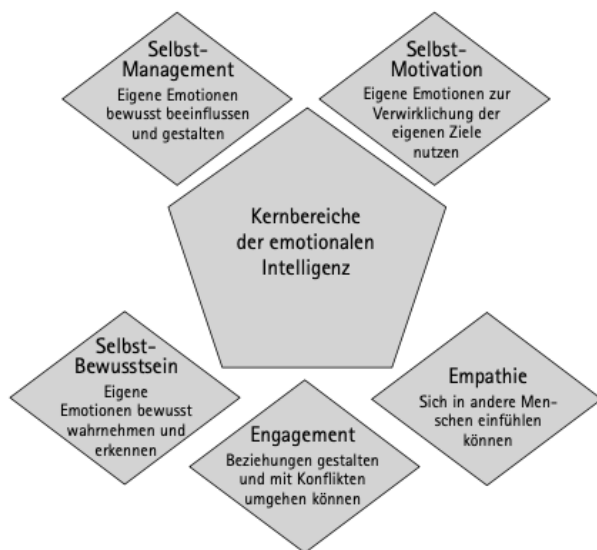 Selbst-
Management
Eigene Emotionen
bewusst beeinflussen
und gestalten
Selbst-
Motivation
Eigene Emotionen zur
Verwirklichung der
eigenen Ziele
nutzen
Kernbereiche
der emotionalen
Intelligenz
Selbst-
Bewusstsein
Eigene
Emotionen bewusst
wahrnehmen und
erkennen
Engagement
Beziehungen gestalten
und mit Konflikten
umgehen können
Empathie
Sich in andere Men-
schen einfühlen
können